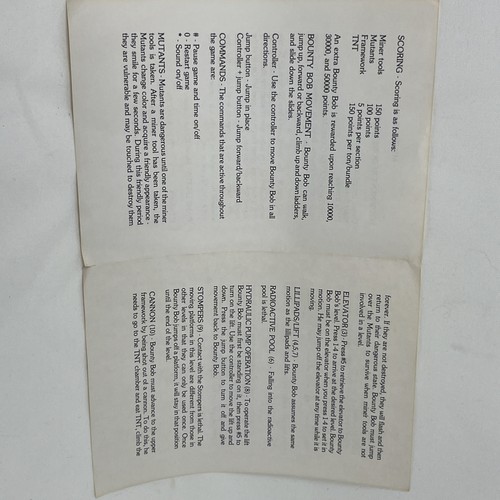 SCORING - Scoring is as follows:
Miner tools 150 points
Mutants 100 points
Framework 5 points per section
TNT 150 points per ton/bundle
An extra Bounty Bob is rewarded upon reaching 10000,
30000, and 50000 points.
BOUNTY BOB MOVEMENT - Bounty Bob can walk,
jump up, forward or backward, climb up and down ladders,
and slide down the slides.
Controller - Use the controller to move Bounty Bob in all
directions.
Jump button - Jump in place
Controller + jump button - Jump forward/backward
COMMANDS - The commands that are active throughout
the game are:
# - Pause game and time on/off
0 - Restart game
* - Sound on/off
MUTANTS - Mutants are dangerous until one of the miner
tools is taken. After a miner tool has been taken, the
Mutants change color and acquire a friendly appearance -
they smile for a few seconds. During this friendly period
they are vulnerable and may be touched to destroy them
forever. If they are not destroyed, they will flash and then
return to their dangerous state. Bounty Bob must jump
over the Mutants to survive when miner tools are not
involved in a level.
ELEVATOR (3) - Press #5 to retrieve the elevator to Bounty
Bob's level. Press 1-4 to arrive at the desired level. Bounty
Bob must be in the elevator when you press 1-4 to set it in
motion. He may jump off the elevator at any time while it is
moving.
LILLIPADS/LIFT (4,5,7) - Bounty Bob assumes the same
motion as the lilipads and lifts.
RADIOACTIVE POOL (6) - Falling into the radioactive
pool is lethal.
HYDRAULIC PUMP OPERATION (8) - To operate the lift
Bounty Bob must first be standing on it, then press #5 to
turn on the lift. Use the controller to move the lift up and
down. Press the jump button to turn it off and give
movement back to Bounty Bob.
STOMPERS (9) - Contact with the Stompers is lethal. The
moving platforms in this level are different from those in
other levels in that they can only be used once. Once
Bounty Bob jumps off a platform, it will stay in that position
until the end of the level.
CANNON (10) - Bounty Bob must advance to the upper
framework by being shot out of a cannon. To do this, he
needs to go to the TNT chamber and eat TNT, climb the